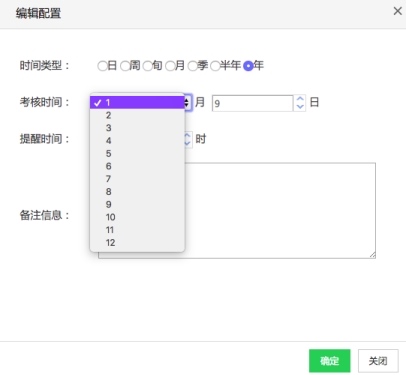 编辑配置
时间类型： 日 周 旬 月 季 半年 年
考核时间： ✓ 1 月 9 日
2
3
提醒时间： 4 时
5
6
7
8
备注信息： 9
10
11
12
确定 关闭